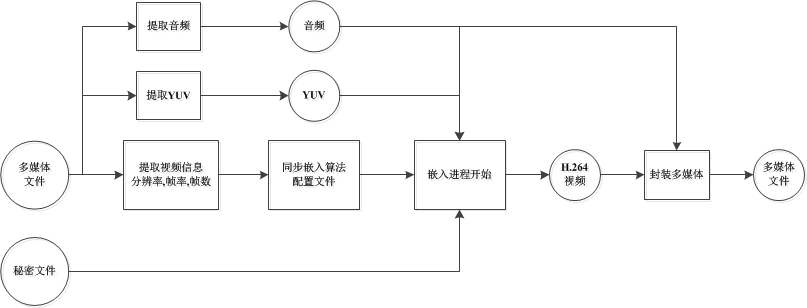 提取音频
音频
提取YUV
YUV
多媒体
文件
提取视频信息
分辨率,帧率,帧数
同步嵌入算法
配置文件
嵌入进程开始
H.264
视频
封装多媒体
多媒体
文件
秘密文件